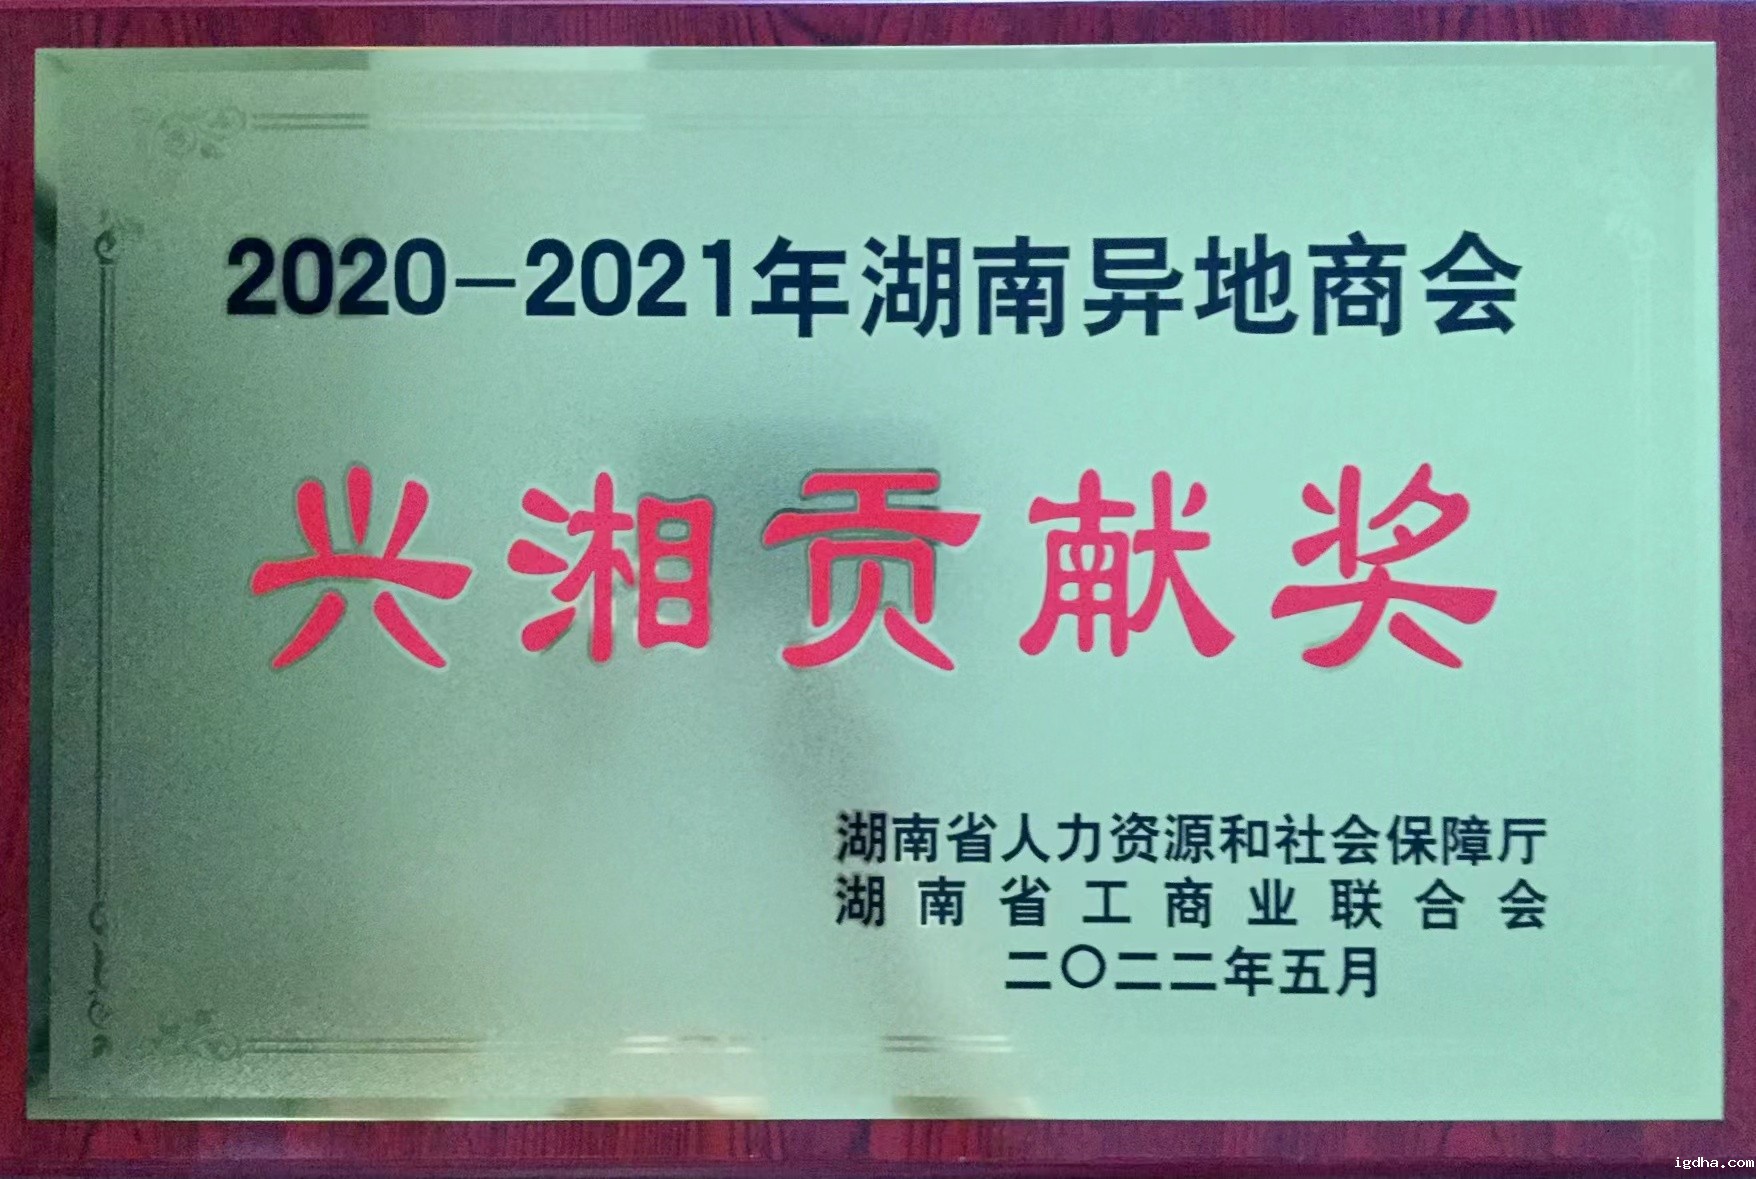 2020-2021年湖南异地商会
兴湘贡献奖
湖南省人力资源和社会保障厅
湖南省工商业联合会
二〇二二年五月
igdha.com